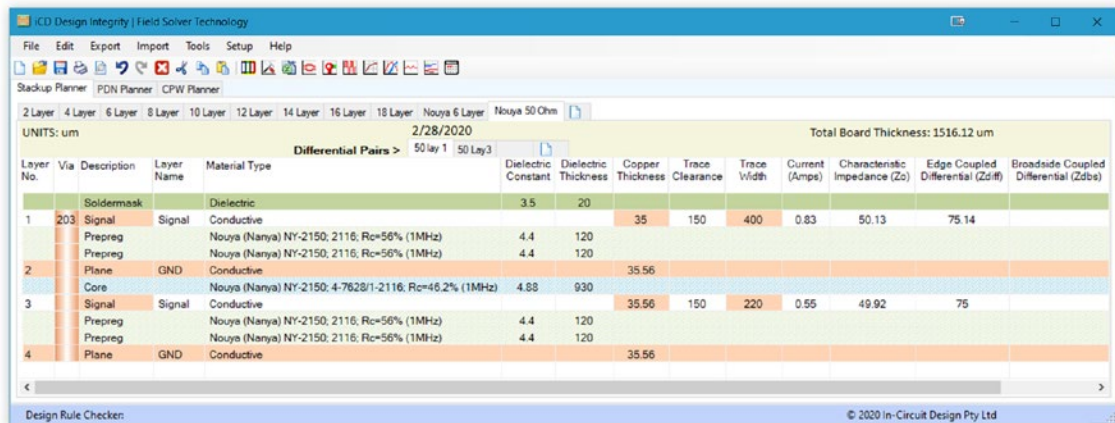 iCD Design Integrity | Field Solver Technology
File Edit Export Import Tools Setup Help
Stackup Planner PDN Planner CPW Planner
2 Layer 4 Layer 6 Layer 8 Layer 10 Layer 12 Layer 14 Layer 16 Layer 18 Layer Nouya 6 Layer Nouya 50 Ohm
UNITS: um 2/28/2020 Total Board Thickness: 1516.12 um
Differential Pairs > 50 lay 1 50 Lay3
Layer No. Via Description Layer Name Material Type Dielectric Constant Dielectric Thickness Copper Thickness Trace Clearance Trace Width Current (Amps) Characteristic Impedance (Zo) Edge Coupled Differential (Zdiff) Broadside Coupled Differential (Zdbs)
Soldermask Dielectric 3.5 20
1 203 Signal Signal Conductive 35 150 400 0.83 50.13 75.14
Prepreg Nouya (Nanya) NY-2150; 2116; Rc=56% (1MHz) 4.4 120
Prepreg Nouya (Nanya) NY-2150; 2116; Rc=56% (1MHz) 4.4 120
2 Plane GND Conductive 35.56
Core Nouya (Nanya) NY-2150; 4-7628/1-2116; Rc=46.2% (1MHz) 4.88 930
3 Signal Signal Conductive 35.56 150 220 0.55 49.92 75
Prepreg Nouya (Nanya) NY-2150; 2116; Rc=56% (1MHz) 4.4 120
Prepreg Nouya (Nanya) NY-2150; 2116; Rc=56% (1MHz) 4.4 120
4 Plane GND Conductive 35.56
Design Rule Checker: © 2020 In-Circuit Design Pty Ltd